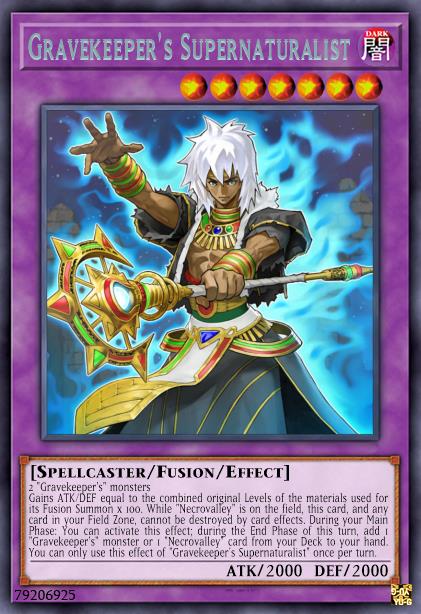 GRAVEKEEPER'S SUPERNATURALIST
DARK
闇
[SPELLCASTER/FUSION/EFFECT]
2 "Gravekeeper's" monsters
Gains ATK/DEF equal to the combined original Levels of the materials used for
its Fusion Summon x 100. While "Necrovalley" is on the field, this card, and any
card in your Field Zone, cannot be destroyed by card effects. During your Main
Phase: You can activate this effect; during the End Phase of this turn, add 1
"Gravekeeper's" monster or 1 "Necrovalley" card from your Deck to your hand.
You can only use this effect of "Gravekeeper's Supernaturalist" once per turn.
ATK/2000 DEF/2000
79206925